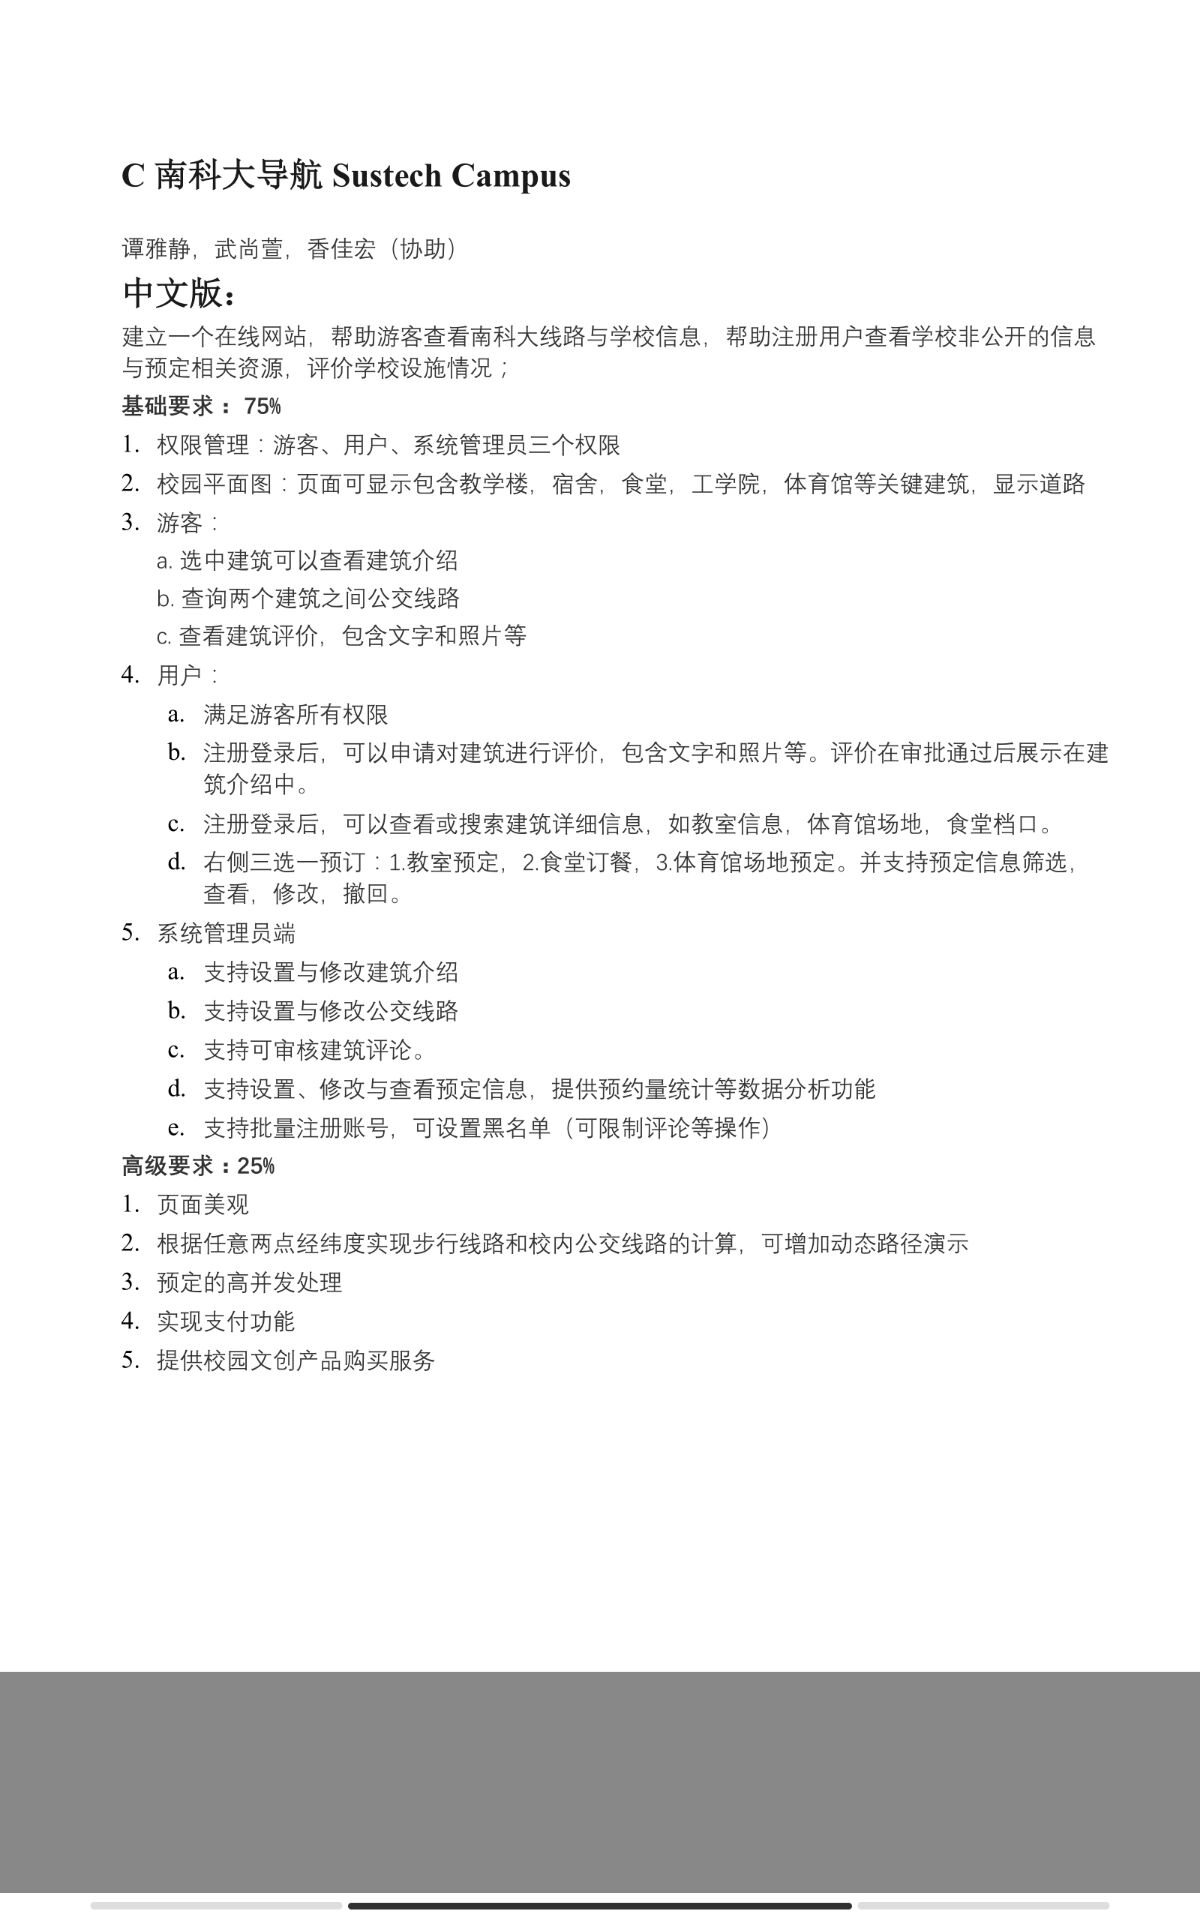 C 南科大导航 Sustech Campus
谭雅静，武尚萱，香佳宏（协助）
中文版：
建立一个在线网站，帮助游客查看南科大线路与学校信息，帮助注册用户查看学校非公开的信息
与预定相关资源，评价学校设施情况；
基础要求：75%
1. 权限管理：游客、用户、系统管理员三个权限
2. 校园平面图：页面可显示包含教学楼，宿舍，食堂，工学院，体育馆等关键建筑，显示道路
3. 游客：
a. 选中建筑可以查看建筑介绍
b. 查询两个建筑之间公交线路
c. 查看建筑评价，包含文字和照片等
4. 用户：
a. 满足游客所有权限
b. 注册登录后，可以申请对建筑进行评价，包含文字和照片等。评价在审批通过后展示在建
筑介绍中。
c. 注册登录后，可以查看或搜索建筑详细信息，如教室信息，体育馆场地，食堂档口。
d. 右侧三选一预订：1.教室预定，2.食堂订餐，3.体育馆场地预定。并支持预定信息筛选，
查看，修改，撤回。
5. 系统管理员端
a. 支持设置与修改建筑介绍
b. 支持设置与修改公交线路
c. 支持可审核建筑评论。
d. 支持设置、修改与查看预定信息，提供预约量统计等数据分析功能
e. 支持批量注册账号，可设置黑名单（可限制评论等操作）
高级要求：25%
1. 页面美观
2. 根据任意两点经纬度实现步行线路和校内公交线路的计算，可增加动态路径演示
3. 预定的高并发处理
4. 实现支付功能
5. 提供校园文创产品购买服务